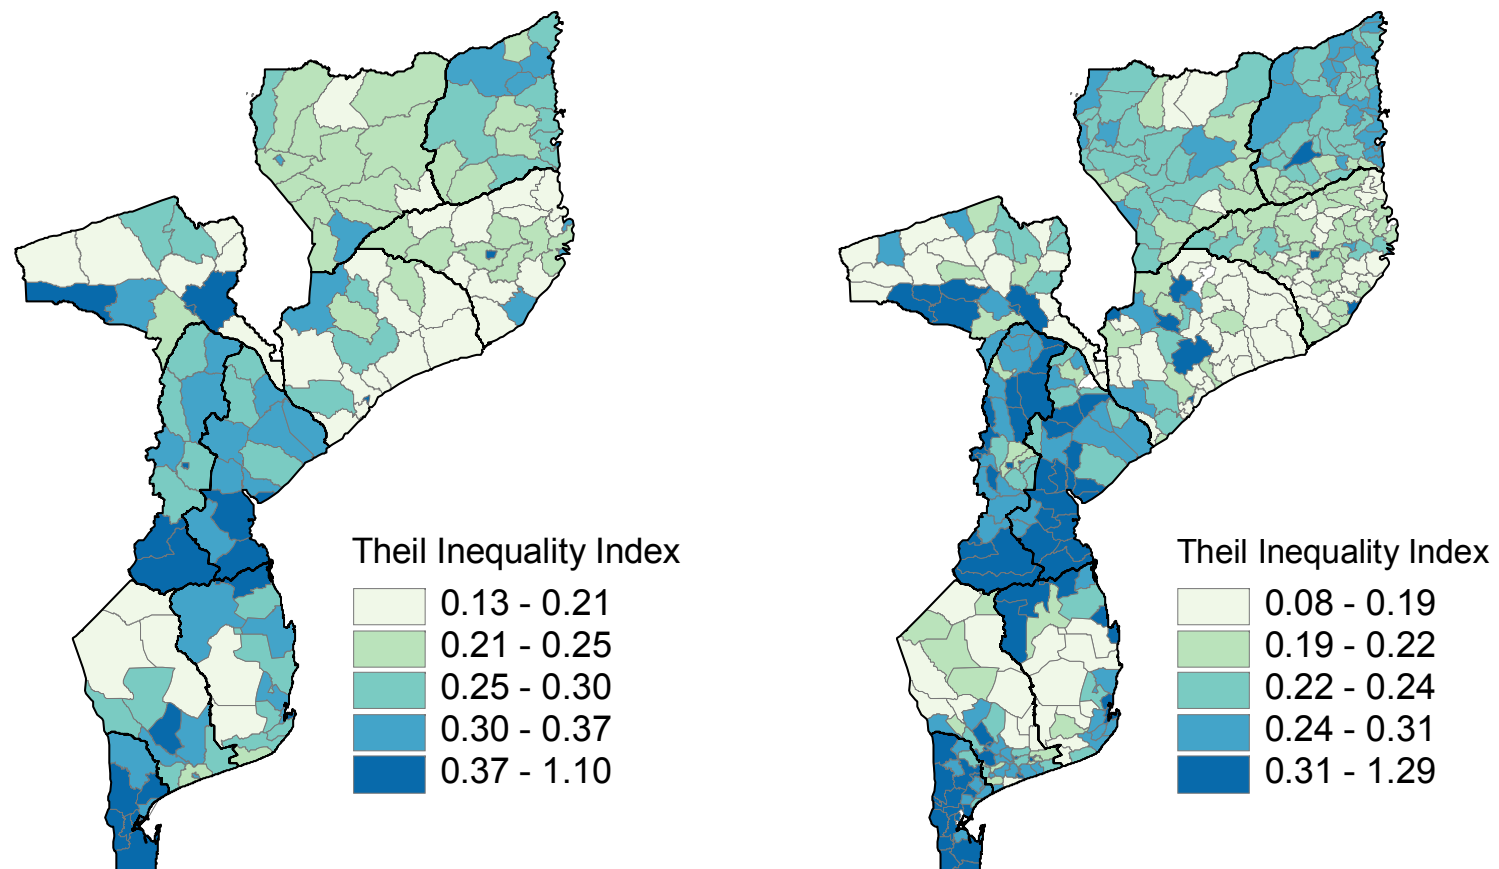 Theil Inequality Index
0.13 - 0.21
0.21 - 0.25
0.25 - 0.30
0.30 - 0.37
0.37 - 1.10
Theil Inequality Index
0.08 - 0.19
0.19 - 0.22
0.22 - 0.24
0.24 - 0.31
0.31 - 1.29